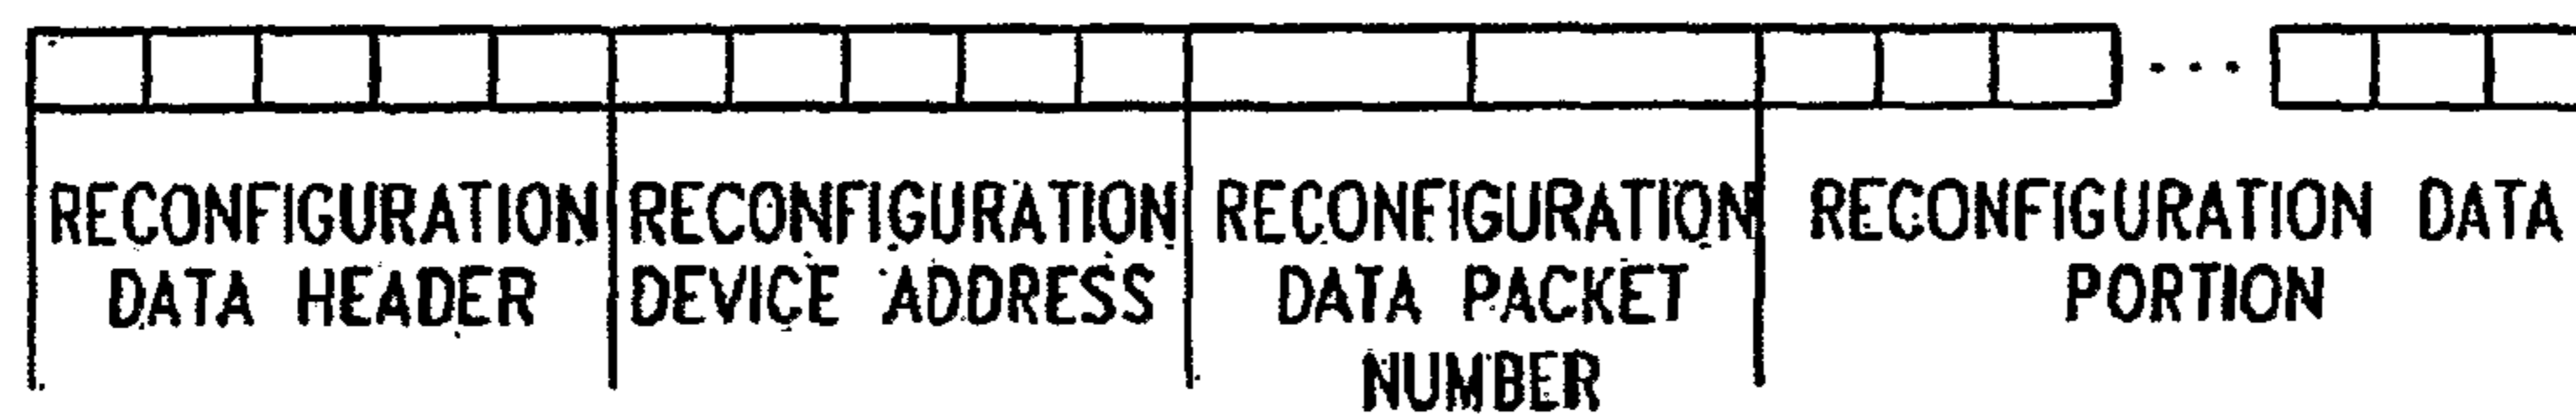 RECONFIGURATION DATA HEADER
RECONFIGURATION DEVICE ADDRESS
RECONFIGURATION DATA PACKET NUMBER
RECONFIGURATION DATA PORTION